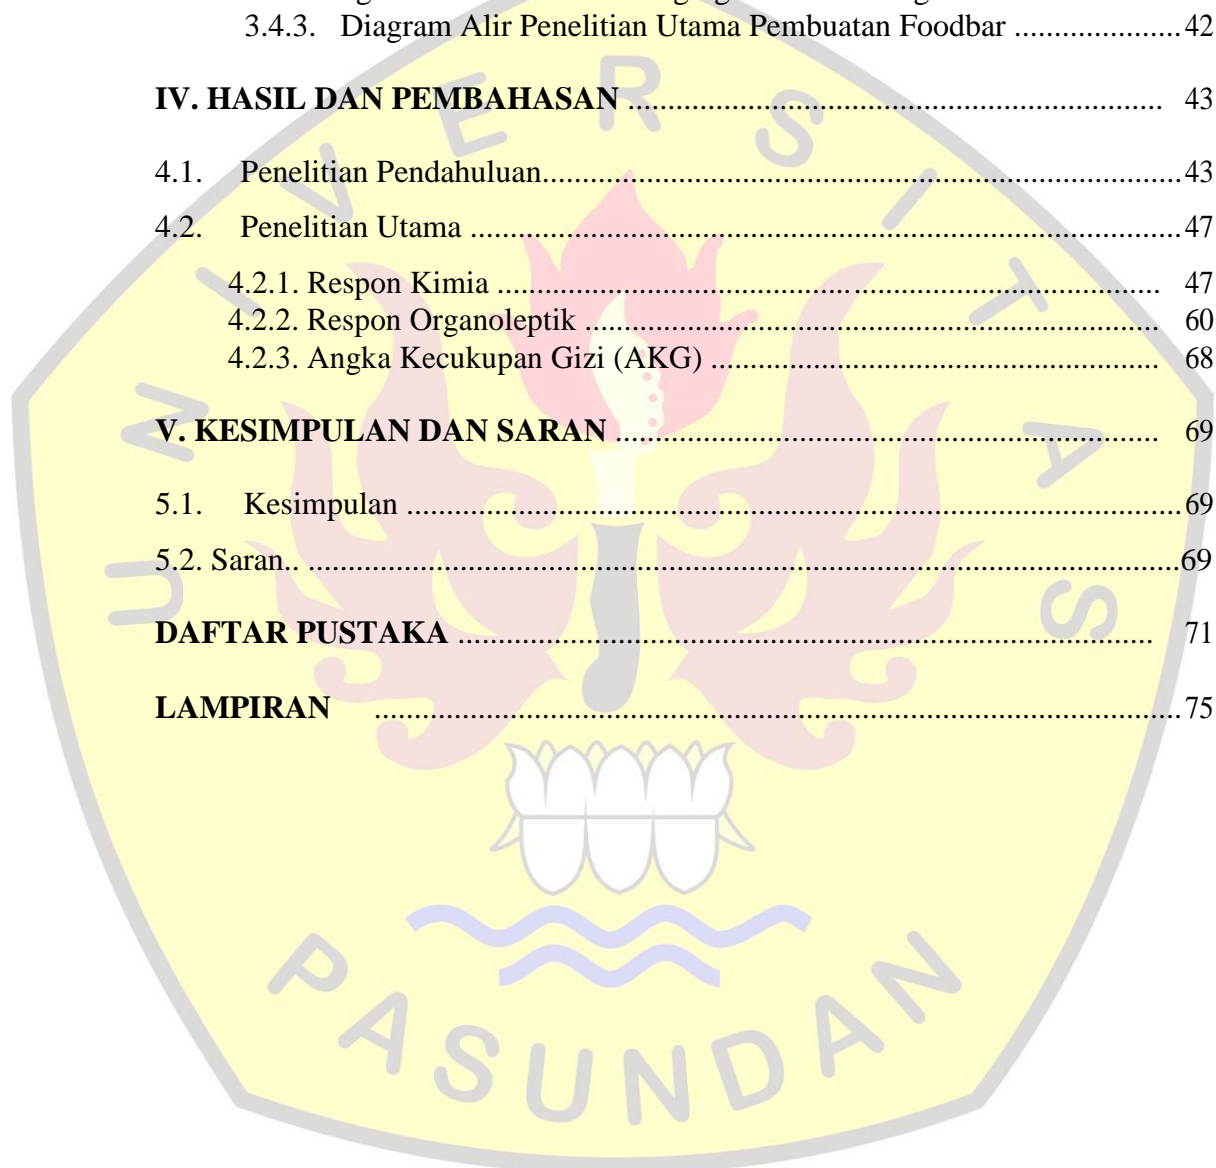 3.4.3. Diagram Alir Penelitian Utama Pembuatan Foodbar .................... 42
IV. HASIL DAN PEMBAHASAN ................................................................ 43
4.1. Penelitian Pendahuluan............................................................................. 43
4.2. Penelitian Utama ...................................................................................... 47
4.2.1. Respon Kimia ................................................................................ 47
4.2.2. Respon Organoleptik ..................................................................... 60
4.2.3. Angka Kecukupan Gizi (AKG) ...................................................... 68
V. KESIMPULAN DAN SARAN ................................................................. 69
5.1. Kesimpulan .............................................................................................. 69
5.2. Saran.. ......................................................................................................... 69
DAFTAR PUSTAKA .................................................................................... 71
LAMPIRAN .................................................................................................. 75
UNIVERSITAS
PASUNDAN